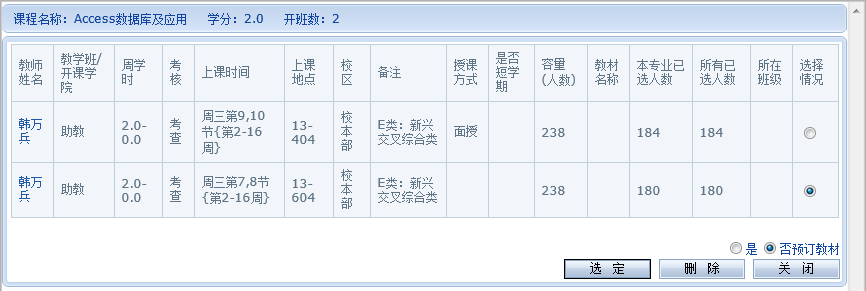 课程名称：Access数据库及应用 学分：2.0 开班数：2
教师姓名 教学班/开课学院 周学时 考核 上课时间 上课地点 校区 备注 授课方式 是否短学期 容量(人数) 教材名称 本专业已选人数 所有已选人数 所在班级 选择情况
韩万兵 助教 2.0-0.0 考查 周三第9,10节{第2-16周} 13-404 校本部 E类：新兴交叉综合类 面授 238 184 184
韩万兵 助教 2.0-0.0 考查 周三第7,8节{第2-16周} 13-604 校本部 E类：新兴交叉综合类 238 180 180
是 否预订教材
选 定 删 除 关 闭